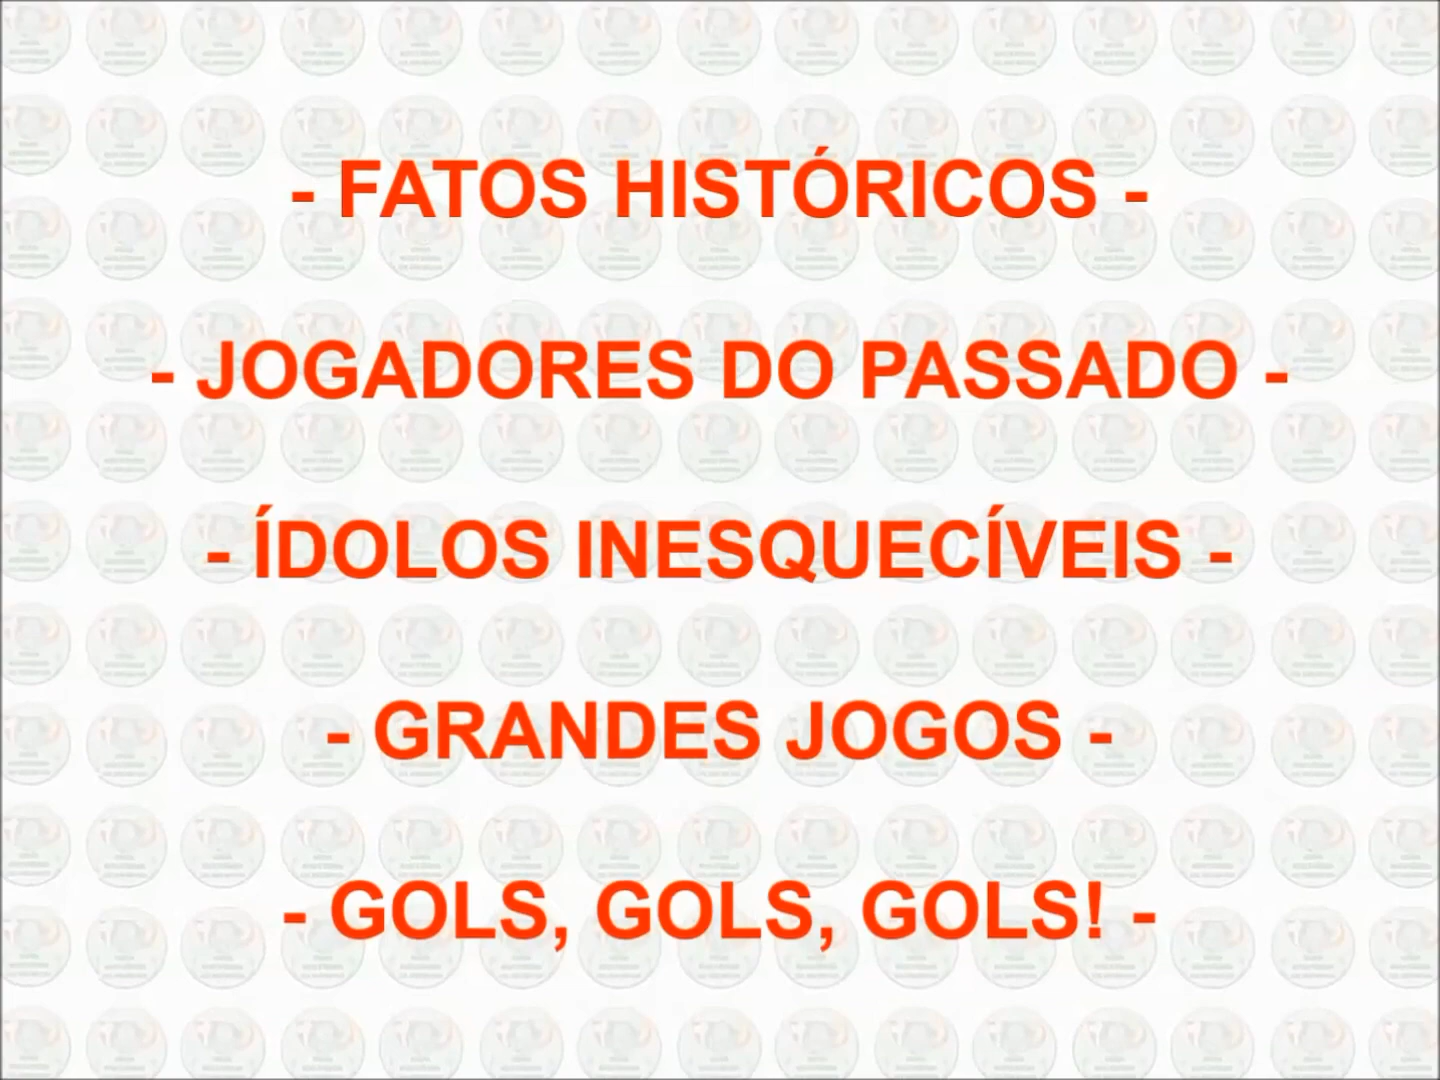 - FATOS HISTÓRICOS -
- JOGADORES DO PASSADO -
- ÍDOLOS INESQUECÍVEIS -
- GRANDES JOGOS -
- GOLS, GOLS, GOLS! -